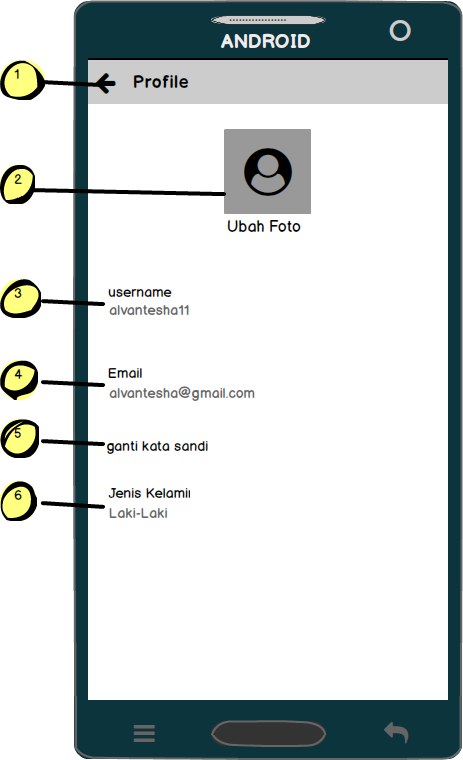 ANDROID
1
Profile
2
Ubah Foto
3
username
alvantesha11
4
Email
alvantesha@gmail.com
5
ganti kata sandi
6
Jenis Kelamin
Laki-Laki